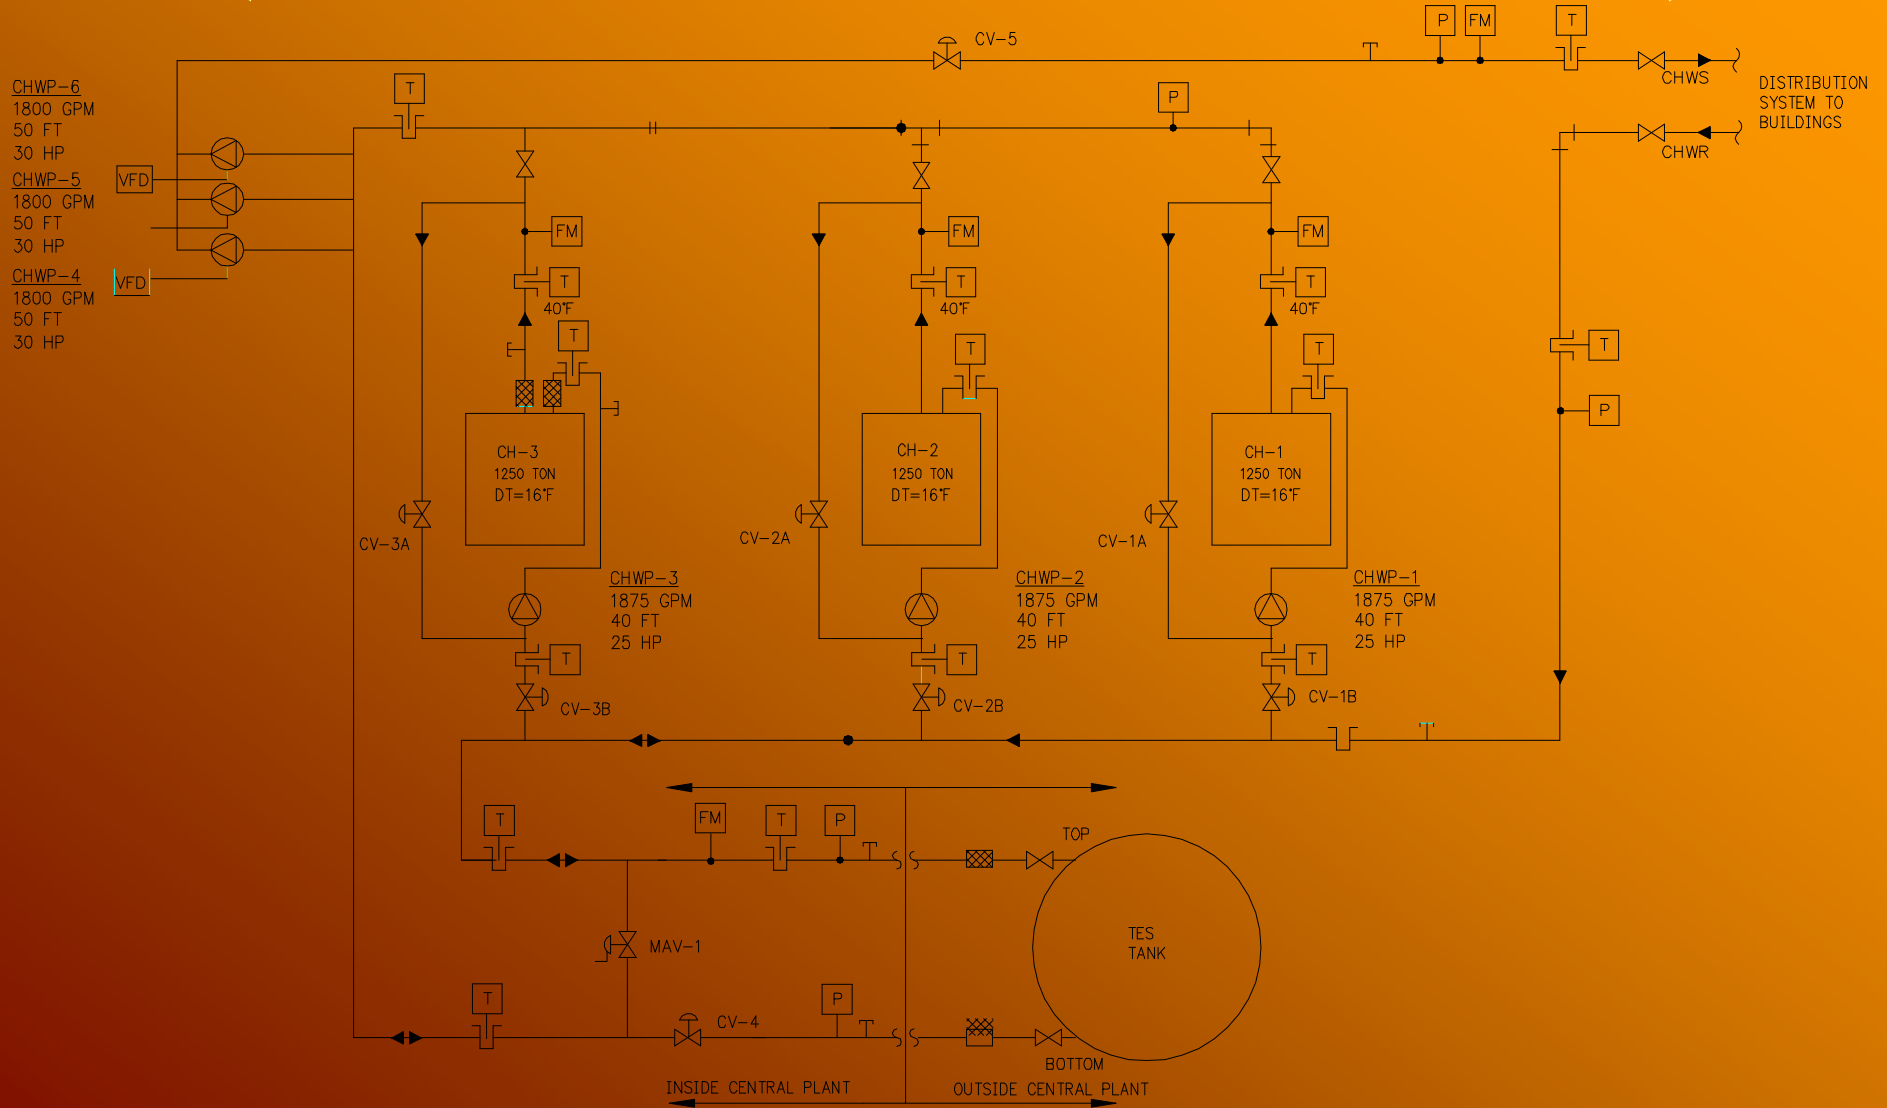 P
FM
T
CV-5
CHWS
DISTRIBUTION
SYSTEM TO
BUILDINGS
CHWR
CHWP-6
1800 GPM
50 FT
30 HP
VFD
CHWP-5
1800 GPM
50 FT
30 HP
CHWP-4
1800 GPM
50 FT
30 HP
VFD
T
P
FM
FM
FM
T
T
T
40°F
40°F
T
T
T
T
P
CH-3
1250 TON
DT=16°F
CH-2
1250 TON
DT=16°F
CH-1
1250 TON
DT=16°F
CV-3A
CV-2A
CV-1A
CHWP-3
1875 GPM
40 FT
25 HP
CHWP-2
1875 GPM
40 FT
25 HP
CHWP-1
1875 GPM
40 FT
25 HP
T
T
T
CV-3B
CV-2B
CV-1B
T
FM
T
P
TOP
MAV-1
TES
TANK
T
CV-4
P
BOTTOM
INSIDE CENTRAL PLANT
OUTSIDE CENTRAL PLANT